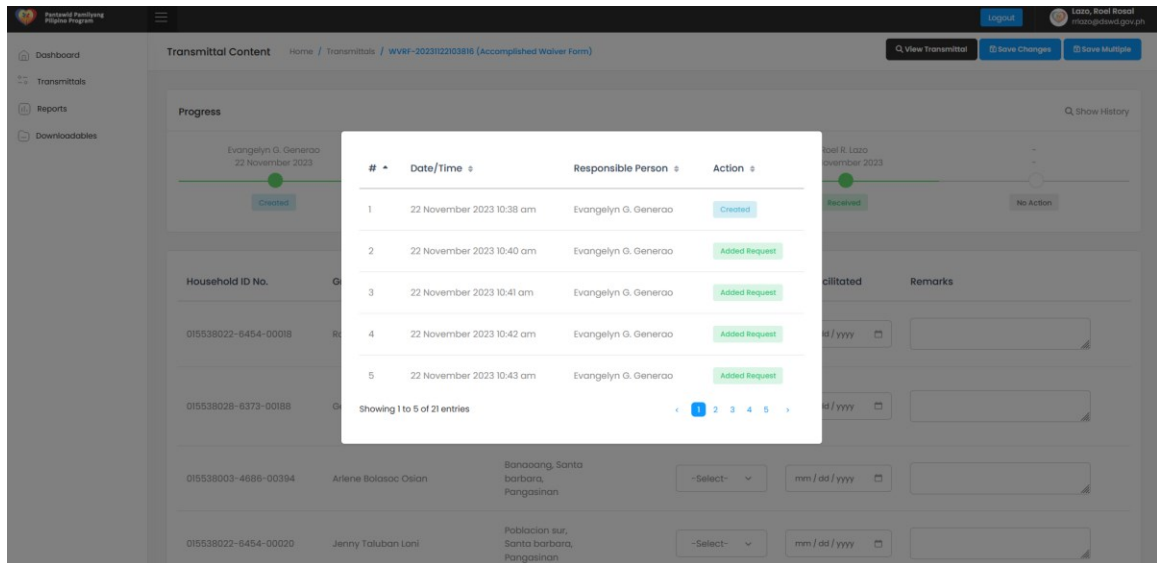 Pantawid Pamilyang
Pilipino Program
Logout
Lazo, Roel Rosal
rrlazo@dswd.gov.ph
Dashboard
Transmittals
Reports
Downloadables
Transmittal Content Home / Transmittals / WVRF-20231122103816 (Accomplished Waiver Form)
View Transmittal
Save Changes
Save Multiple
Progress
Show History
Evangelyn G. Generao
22 November 2023
Created
Roel R. Lazo
November 2023
Received
-
-
No Action
# Date/Time Responsible Person Action
1 22 November 2023 10:38 am Evangelyn G. Generao Created
2 22 November 2023 10:40 am Evangelyn G. Generao Added Request
3 22 November 2023 10:41 am Evangelyn G. Generao Added Request
4 22 November 2023 10:42 am Evangelyn G. Generao Added Request
5 22 November 2023 10:43 am Evangelyn G. Generao Added Request
Showing 1 to 5 of 21 entries
‹ 1 2 3 4 5 ›
Household ID No. Remarks
015538022-6454-00018 dd / yyyy
015538028-6373-00188 dd / yyyy
015538003-4686-00394 Arlene Balasoc Osian
Banaoang, Santa
barbara,
Pangasinan
-Select- mm / dd / yyyy
015538022-6454-00020 Jenny Taluban Loni
Poblacion sur,
Santa barbara,
Pangasinan
-Select- mm / dd / yyyy